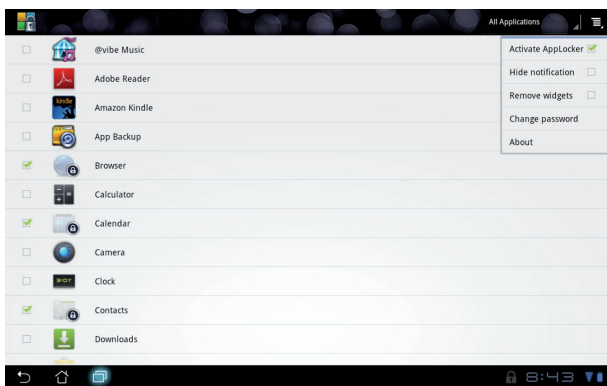 All Applications
Activate AppLocker
Hide notification
Remove widgets
Change password
About
@vibe Music
Adobe Reader
kindle
Amazon Kindle
App Backup
Browser
Calculator
Calendar
Camera
Clock
Contacts
Downloads
8:43